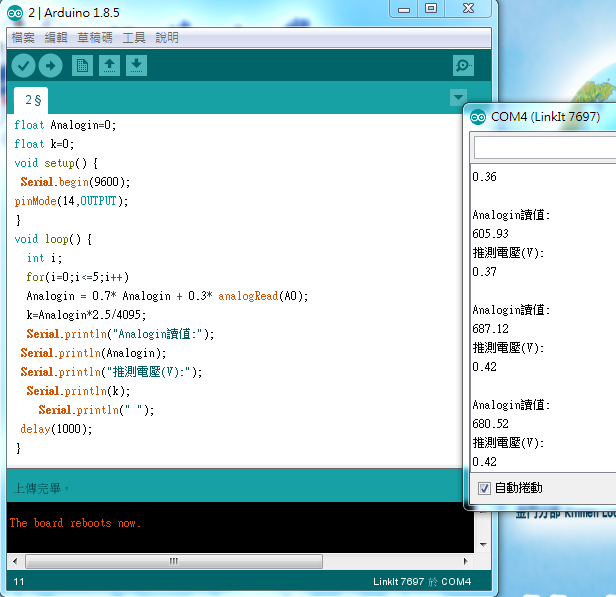 2 | Arduino 1.8.5
檔案 編輯 草稿碼 工具 說明
2 §
float Analogin=0;
float k=0;
void setup() {
Serial.begin(9600);
pinMode(14,OUTPUT);
}
void loop() {
int i;
for(i=0;i<=5;i++)
Analogin = 0.7* Analogin + 0.3* analogRead(A0);
k=Analogin*2.5/4095;
Serial.println("Analogin讀值:");
Serial.println(Analogin);
Serial.println("推測電壓(V):");
Serial.println(k);
Serial.println(" ");
delay(1000);
}
上傳完畢。
The board reboots now.
11
LinkIt 7697 於 COM4
COM4 (LinkIt 7697)
0.36
Analogin讀值:
605.93
推測電壓(V):
0.37
Analogin讀值:
687.12
推測電壓(V):
0.42
Analogin讀值:
680.52
推測電壓(V):
0.42
自動捲動